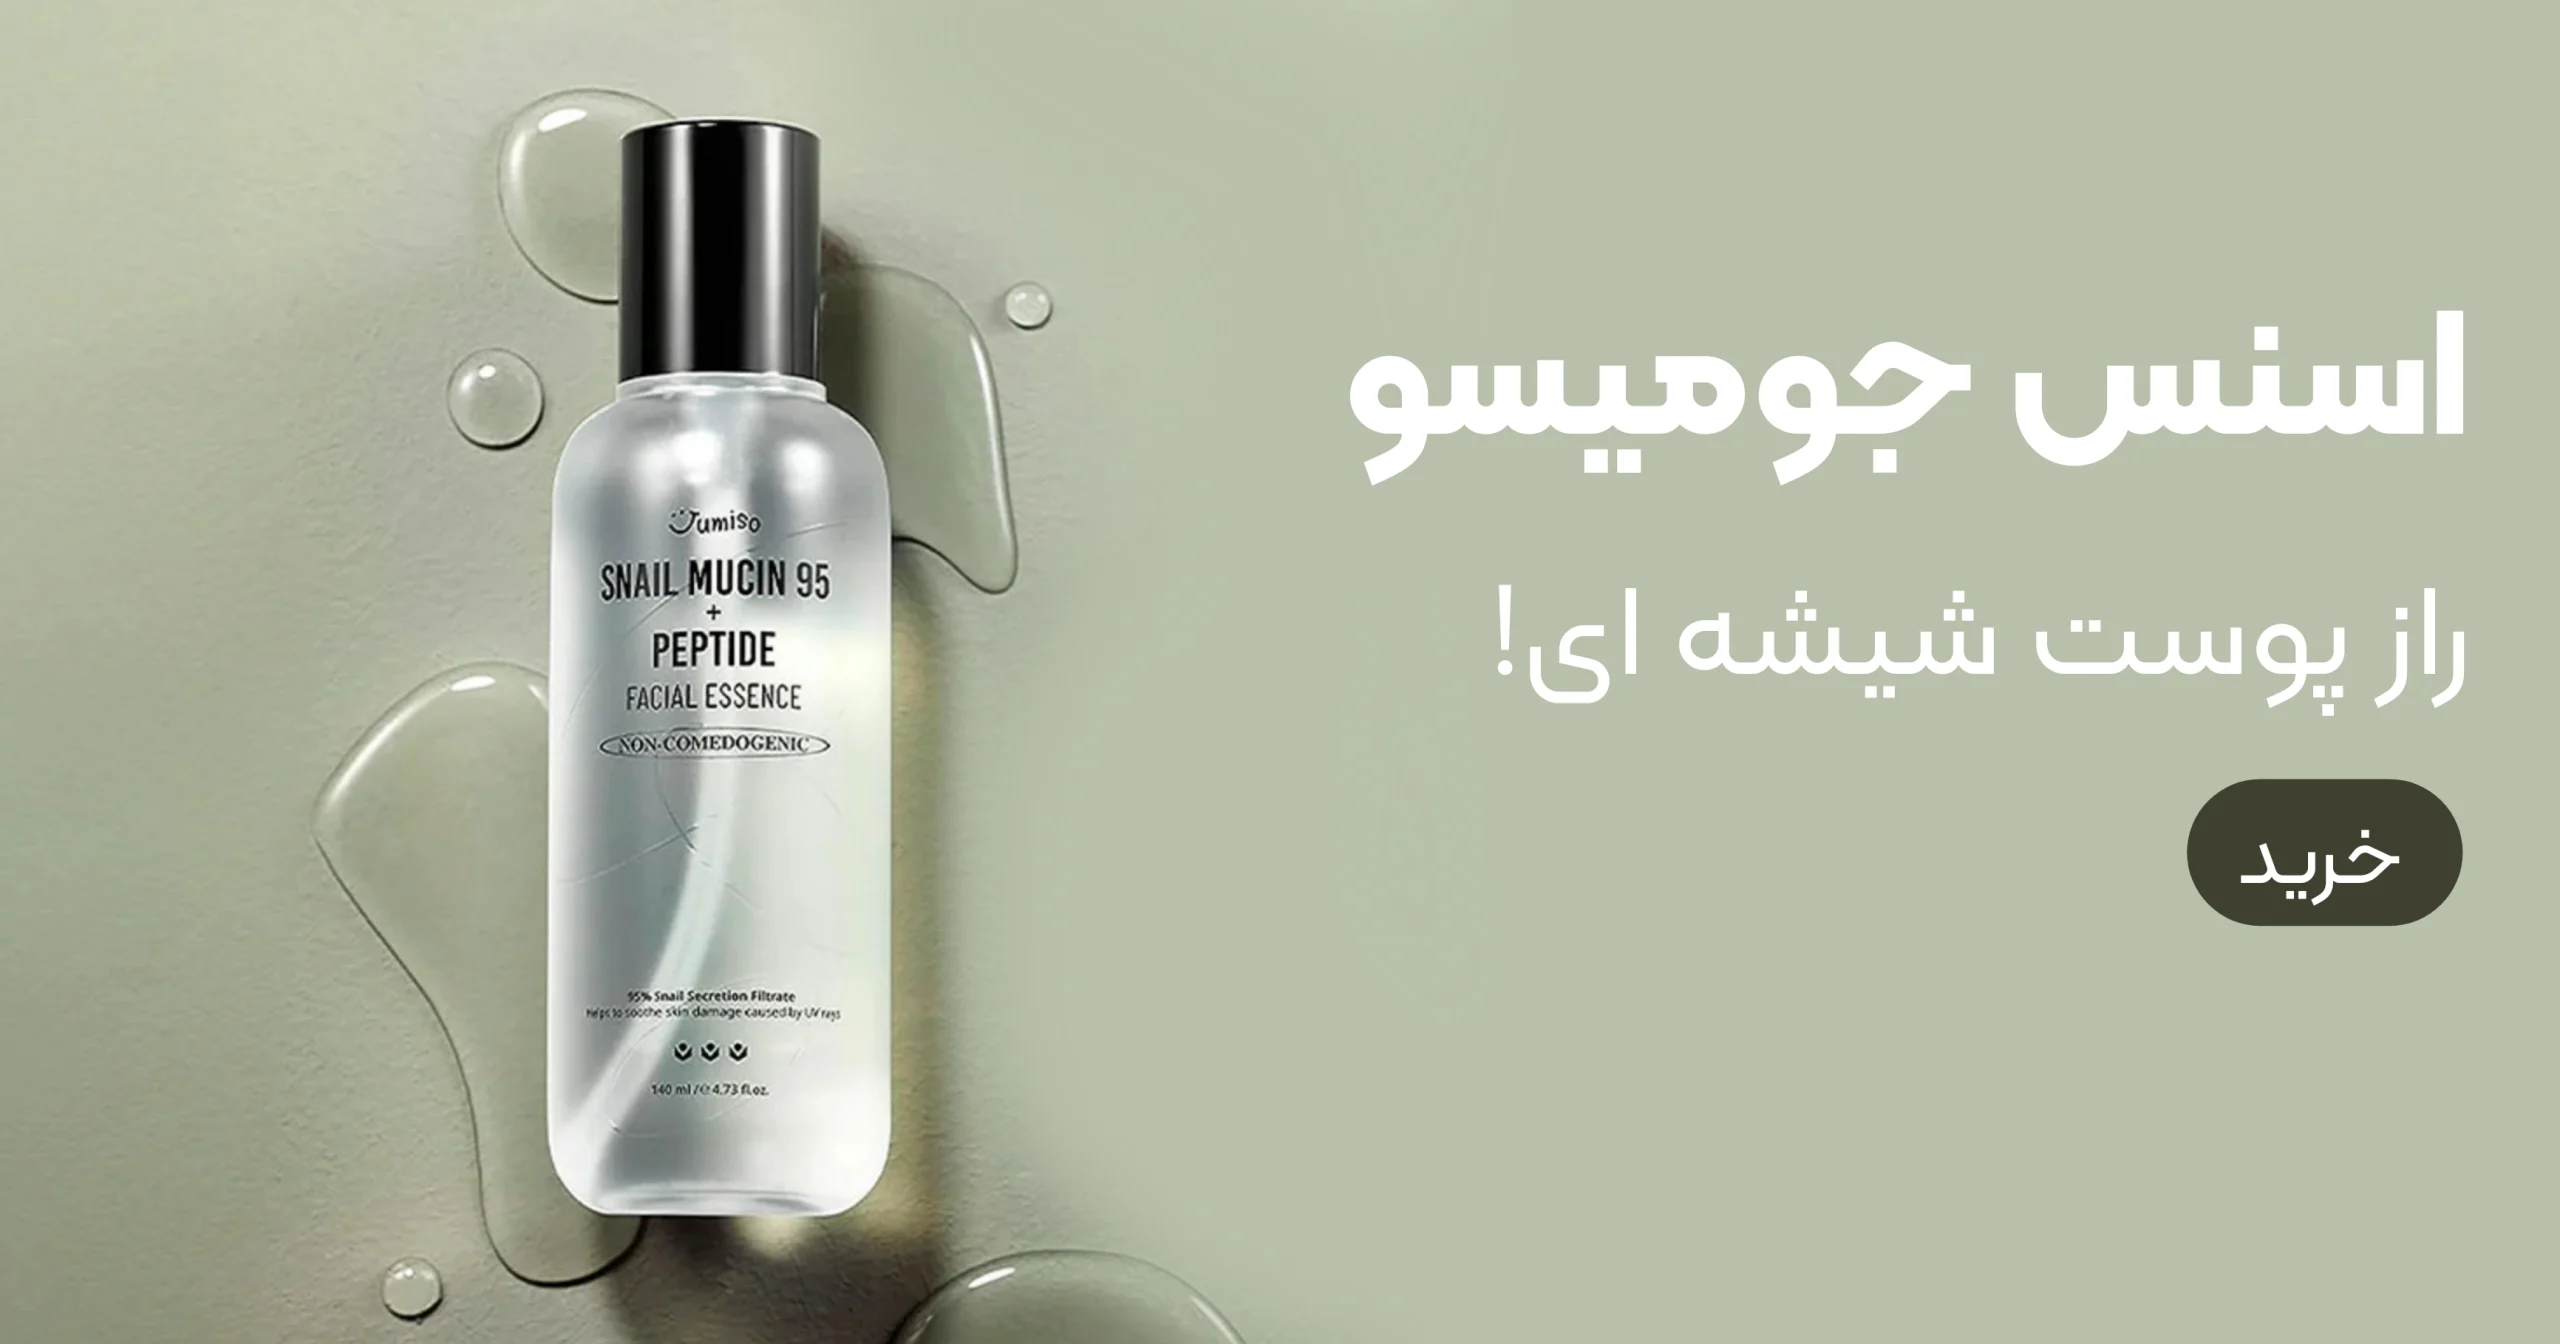 اسنس جومیسو
راز پوست شیشه ای!
خرید
Jumiso
SNAIL MUCIN 95
+
PEPTIDE
FACIAL ESSENCE
NON-COMEDOGENIC
95% Snail Secretion Filtrate
Helps to soothe skin damage caused by UV rays
140 ml / ℮ 4.73 fl.oz.